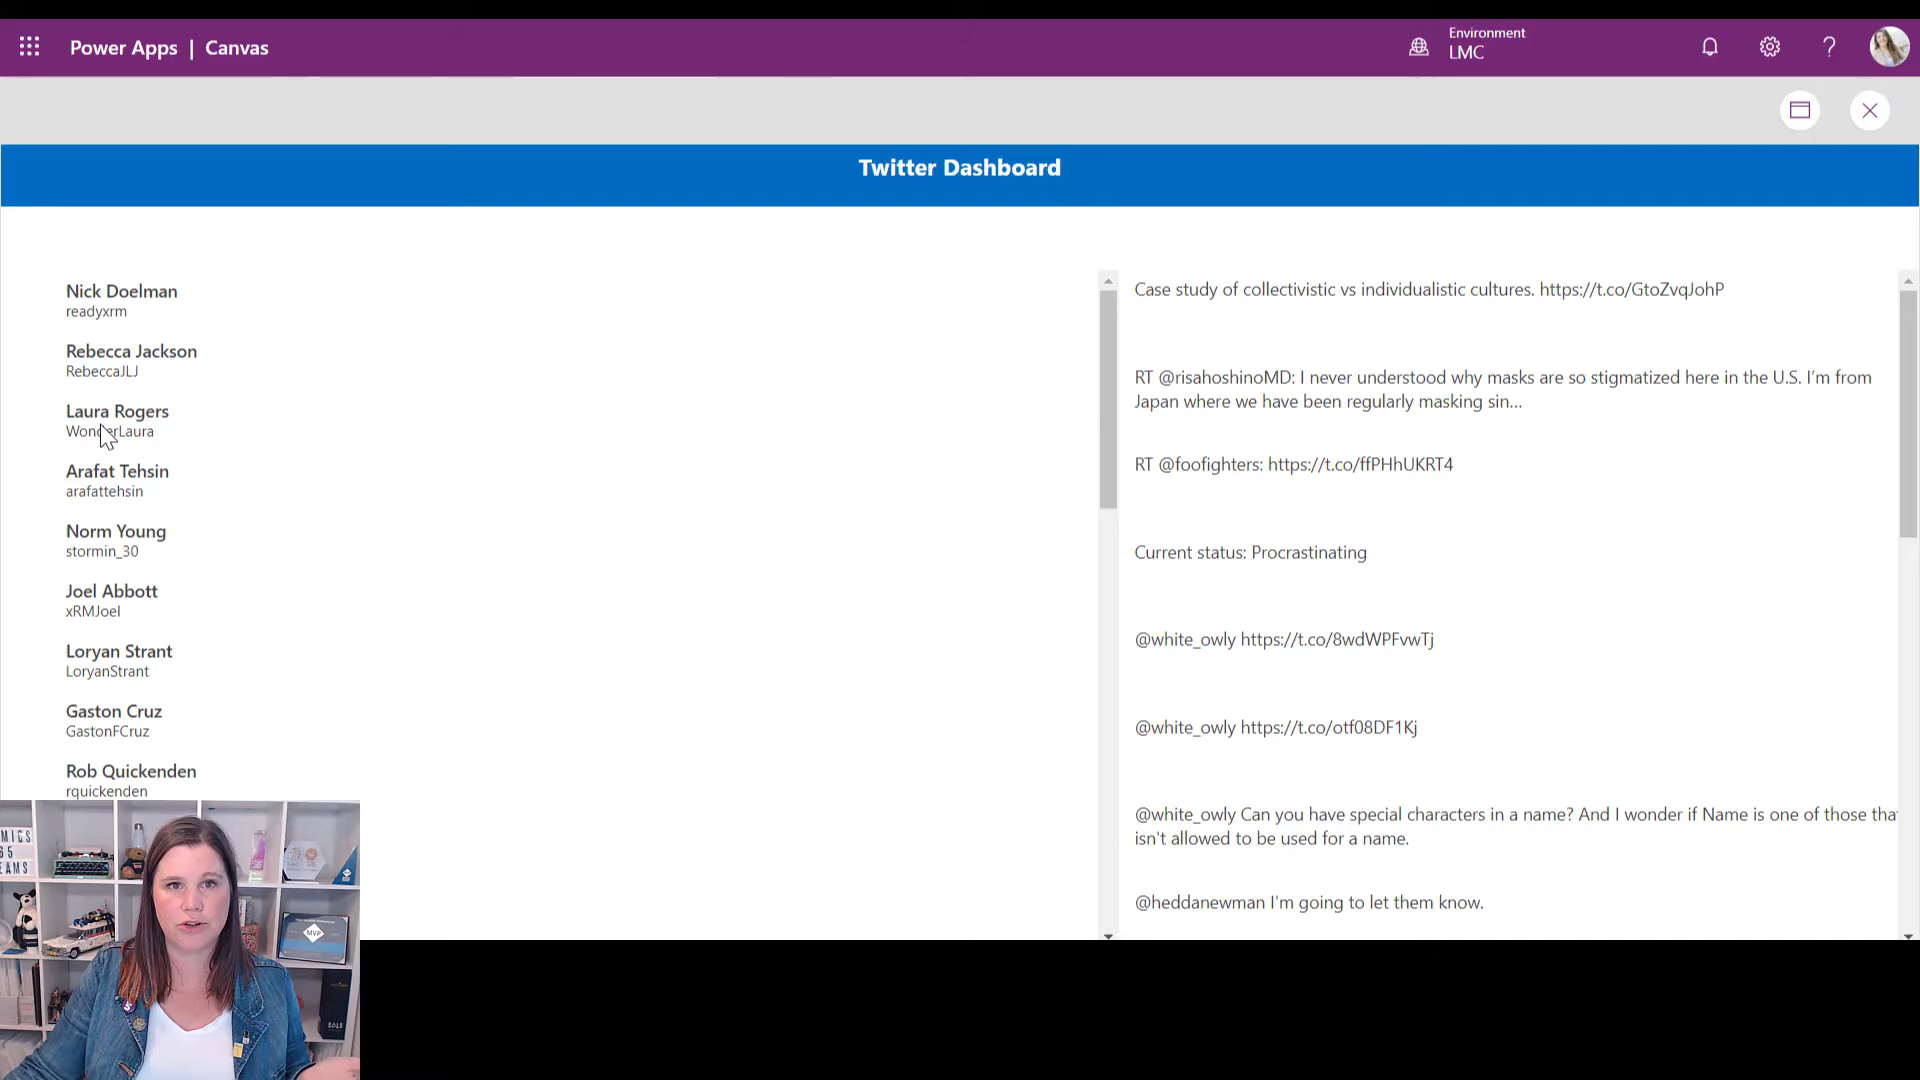 Power Apps | Canvas
Environment
LMC
Twitter Dashboard
Nick Doelman
readyxrm
Rebecca Jackson
RebeccaJLJ
Laura Rogers
WonderLaura
Arafat Tehsin
arafattehsin
Norm Young
stormin_30
Joel Abbott
xRMJoel
Loryan Strant
LoryanStrant
Gaston Cruz
GastonFCruz
Rob Quickenden
rquickenden
Case study of collectivistic vs individualistic cultures. https://t.co/GtoZvqJohP
RT @risahoshinoMD: I never understood why masks are so stigmatized here in the U.S. I’m from
Japan where we have been regularly masking sin…
RT @foofighters: https://t.co/ffPHhUKRT4
Current status: Procrastinating
@white_owly https://t.co/8wdWPFvwTj
@white_owly https://t.co/otf08DF1Kj
@white_owly Can you have special characters in a name? And I wonder if Name is one of those tha
isn't allowed to be used for a name.
@heddanewman I'm going to let them know.
MICS
65
EAMS
MVP